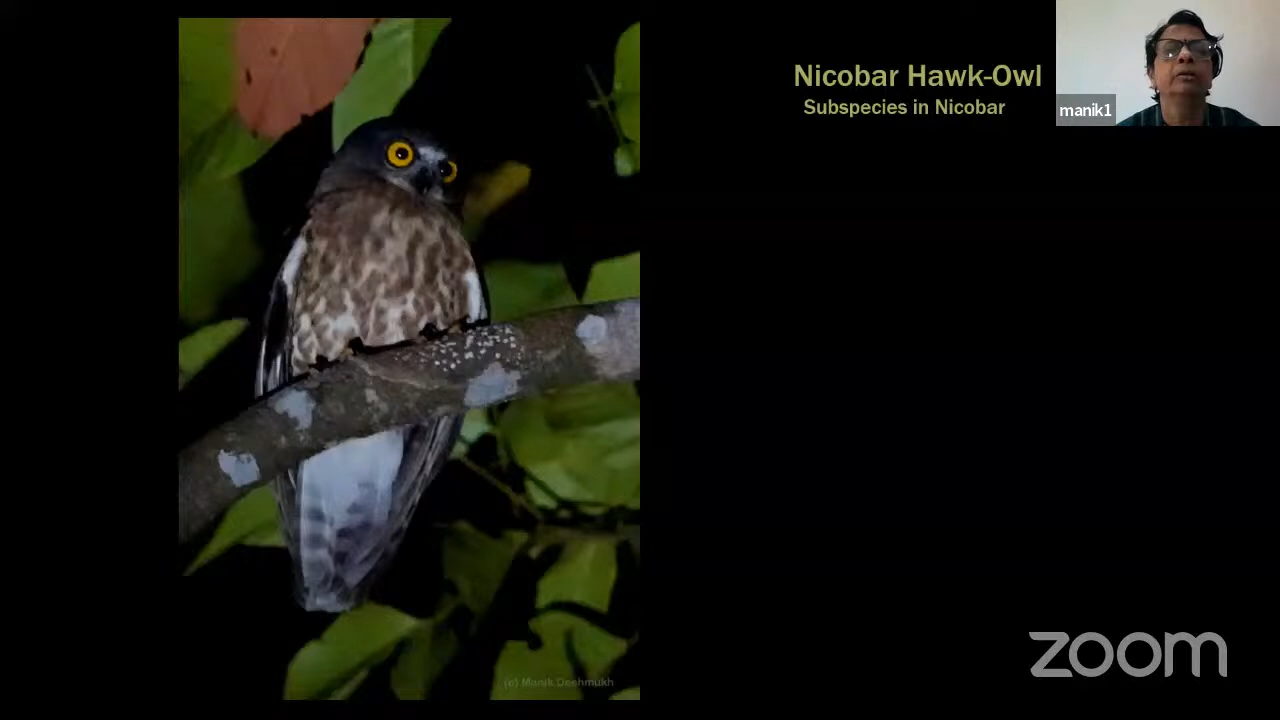 Nicobar Hawk-Owl
Subspecies in Nicobar
manik1
(c) Manik Deshmukh
zoom